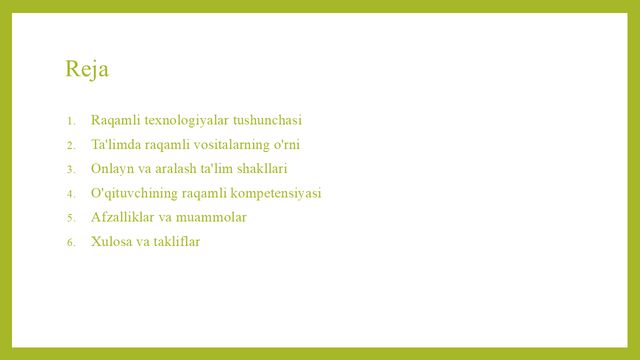 Reja
1. Raqamli texnologiyalar tushunchasi
2. Ta'limda raqamli vositalarning o'rni
3. Onlayn va aralash ta'lim shakllari
4. O'qituvchining raqamli kompetensiyasi
5. Afzalliklar va muammolar
6. Xulosa va takliflar